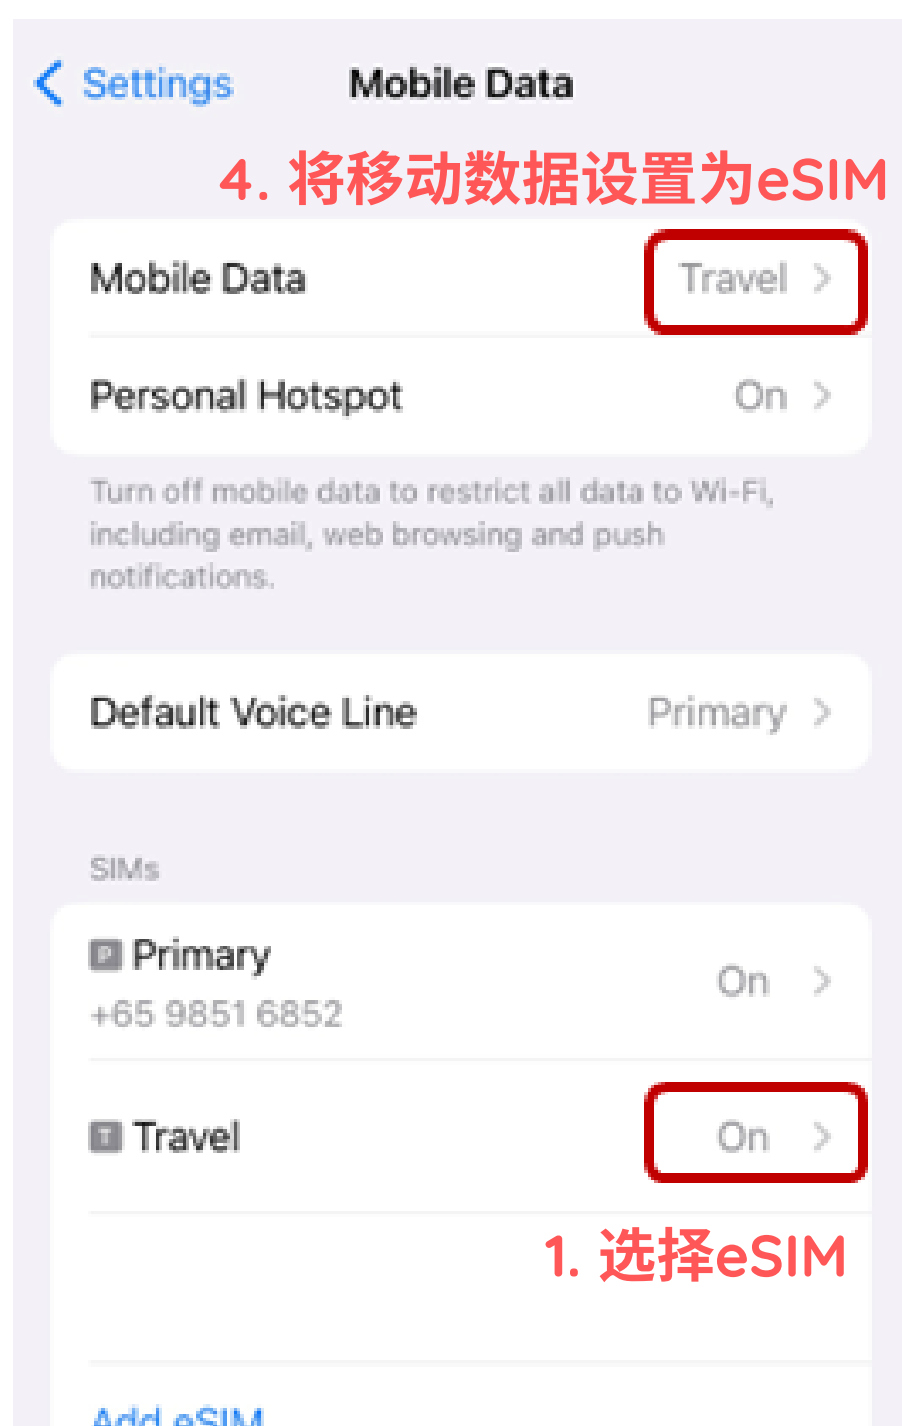 Settings
Mobile Data
4. 将移动数据设置为eSIM
Mobile Data
Travel
Personal Hotspot
On
Turn off mobile data to restrict all data to Wi-Fi,
including email, web browsing and push
notifications.
Default Voice Line
Primary
SIMs
P Primary
+65 9851 6852
On
T Travel
On
1. 选择eSIM
Add eSIM